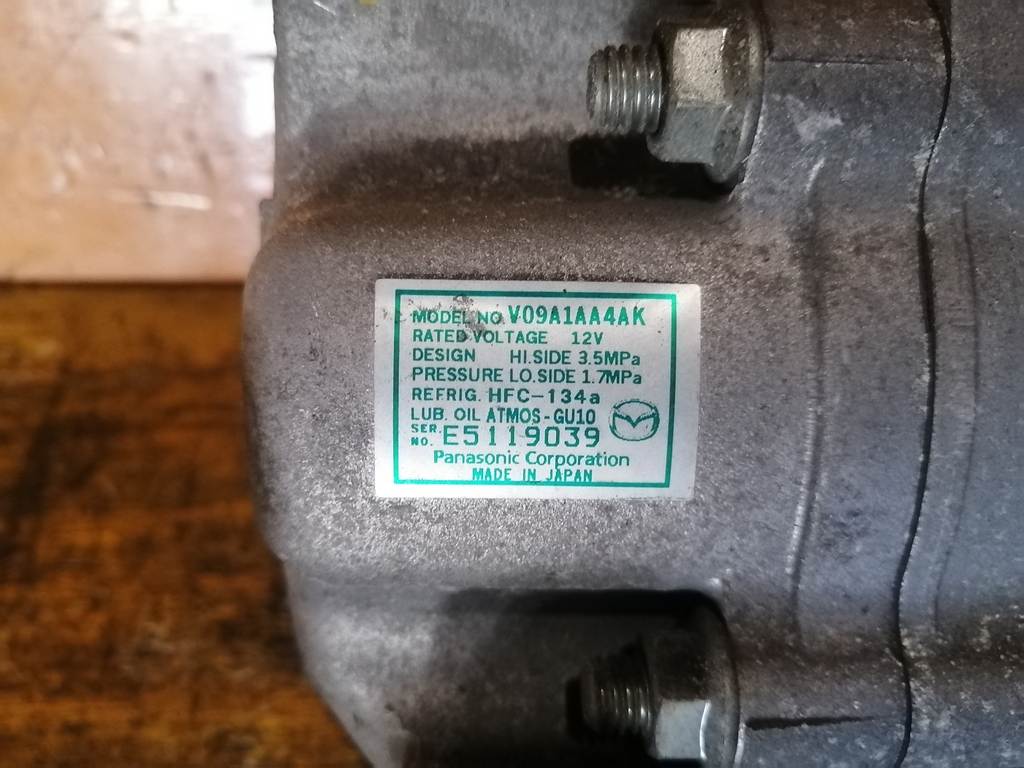 MODEL NO. V09A1AA4AK
RATED VOLTAGE 12V
DESIGN HI.SIDE 3.5MPa
PRESSURE LO.SIDE 1.7MPa
REFRIG. HFC-134a
LUB. OIL ATMOS-GU10
SER. NO. E5119039
Panasonic Corporation
MADE IN JAPAN